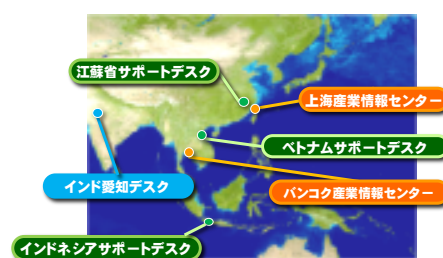 江蘇省サポートデスク
上海産業情報センター
ベトナムサポートデスク
インド愛知デスク
バンコク産業情報センター
インドネシアサポートデスク